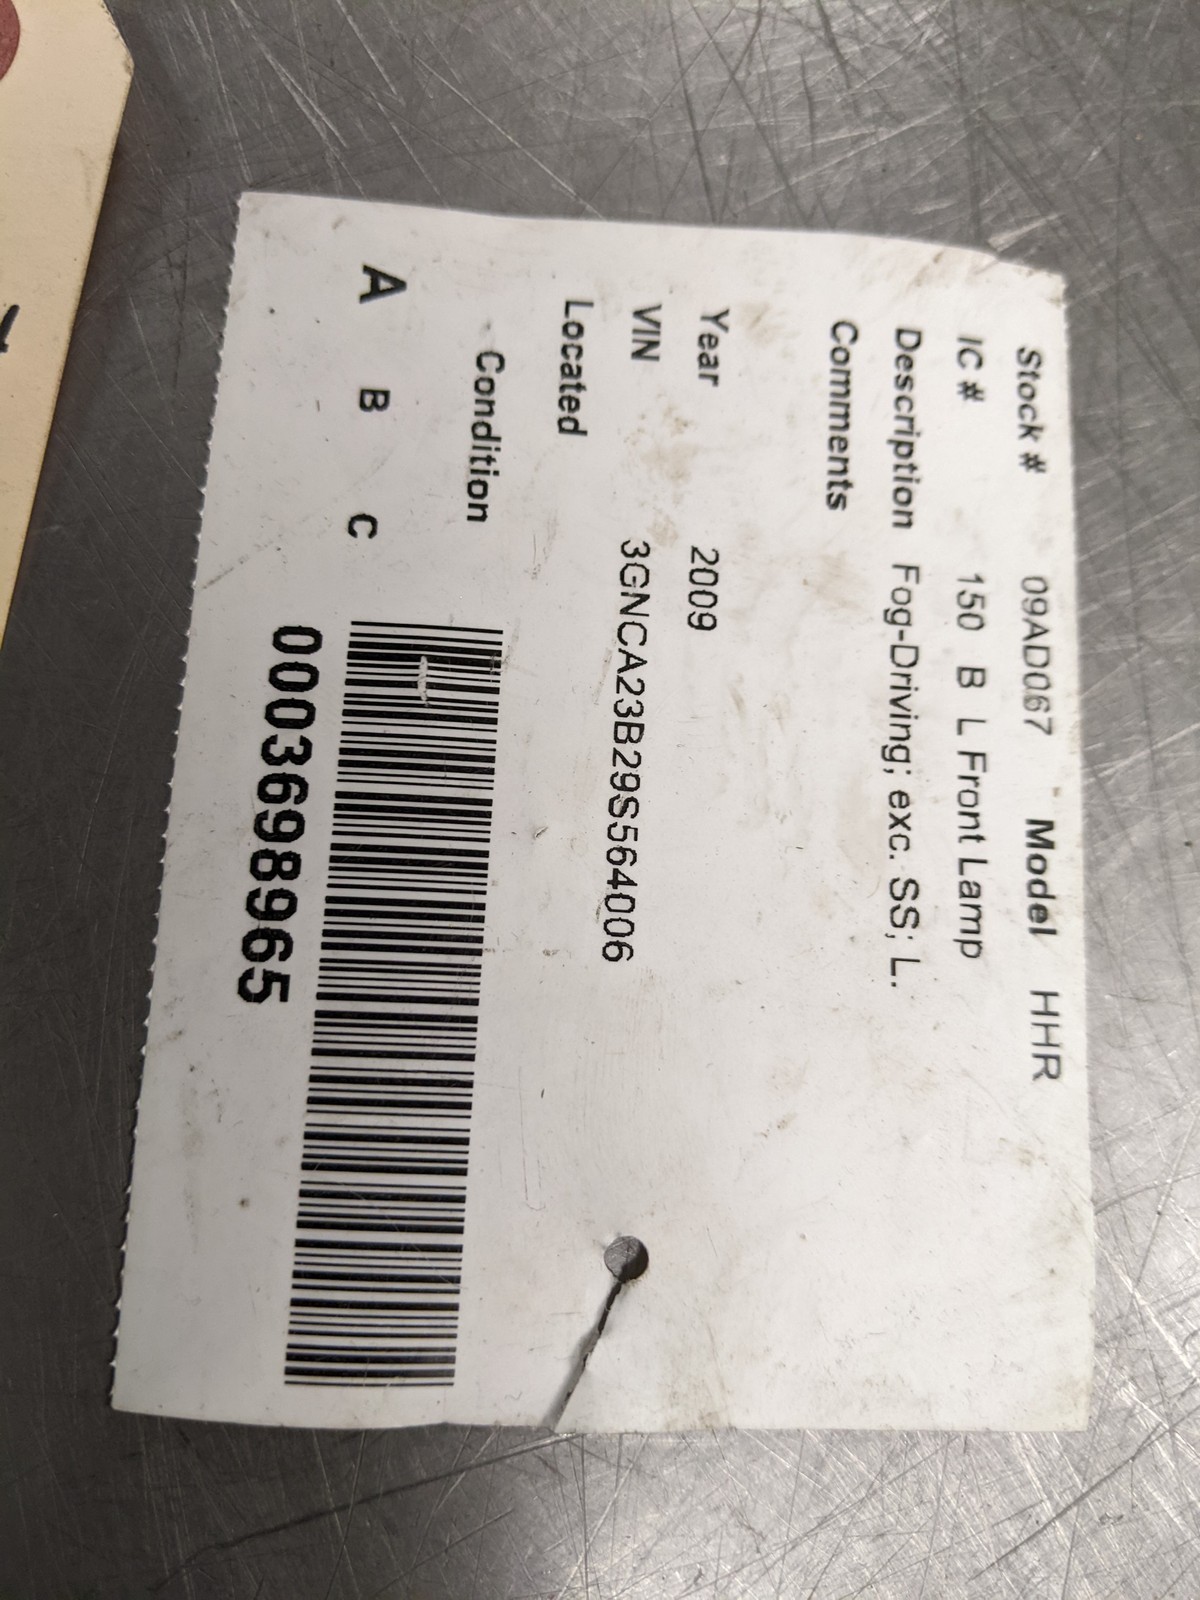 Stock # 09AD067 Model HHR
IC # 150 B L Front Lamp
Description Fog-Driving; exc. SS; L.
Comments
Year 2009
VIN 3GNCA23B29S564006
Located
Condition
A B C
0003698965